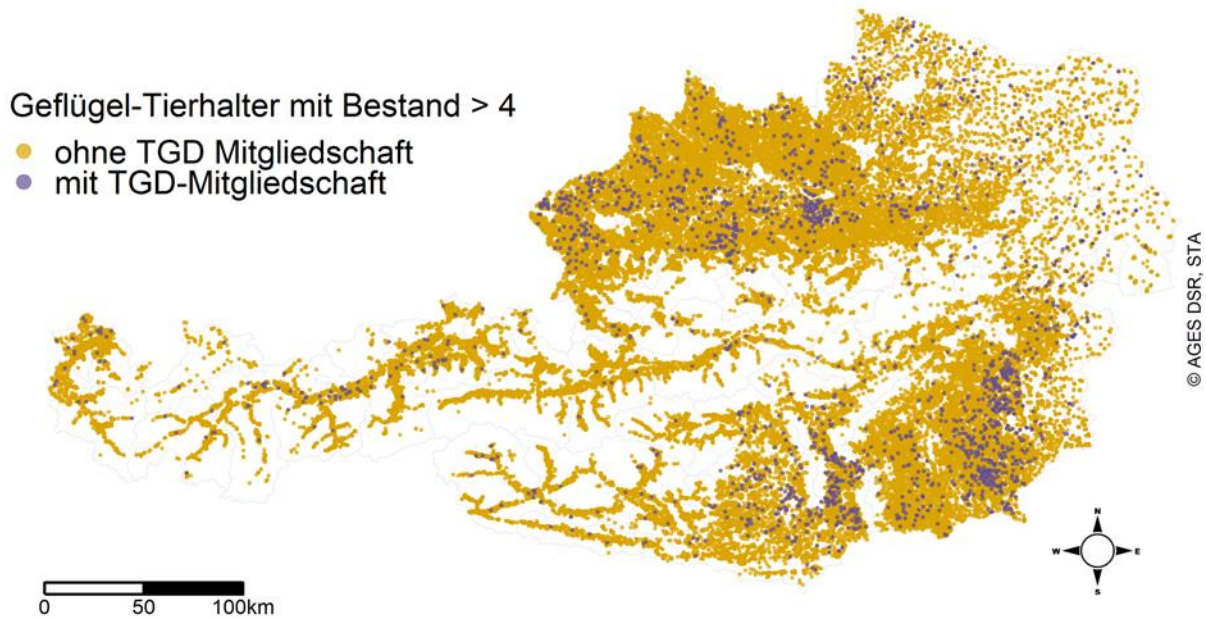 Geflügel-Tierhalter mit Bestand > 4
ohne TGD Mitgliedschaft
mit TGD-Mitgliedschaft
© AGES DSR, STA
N
W E
S
0 50 100km